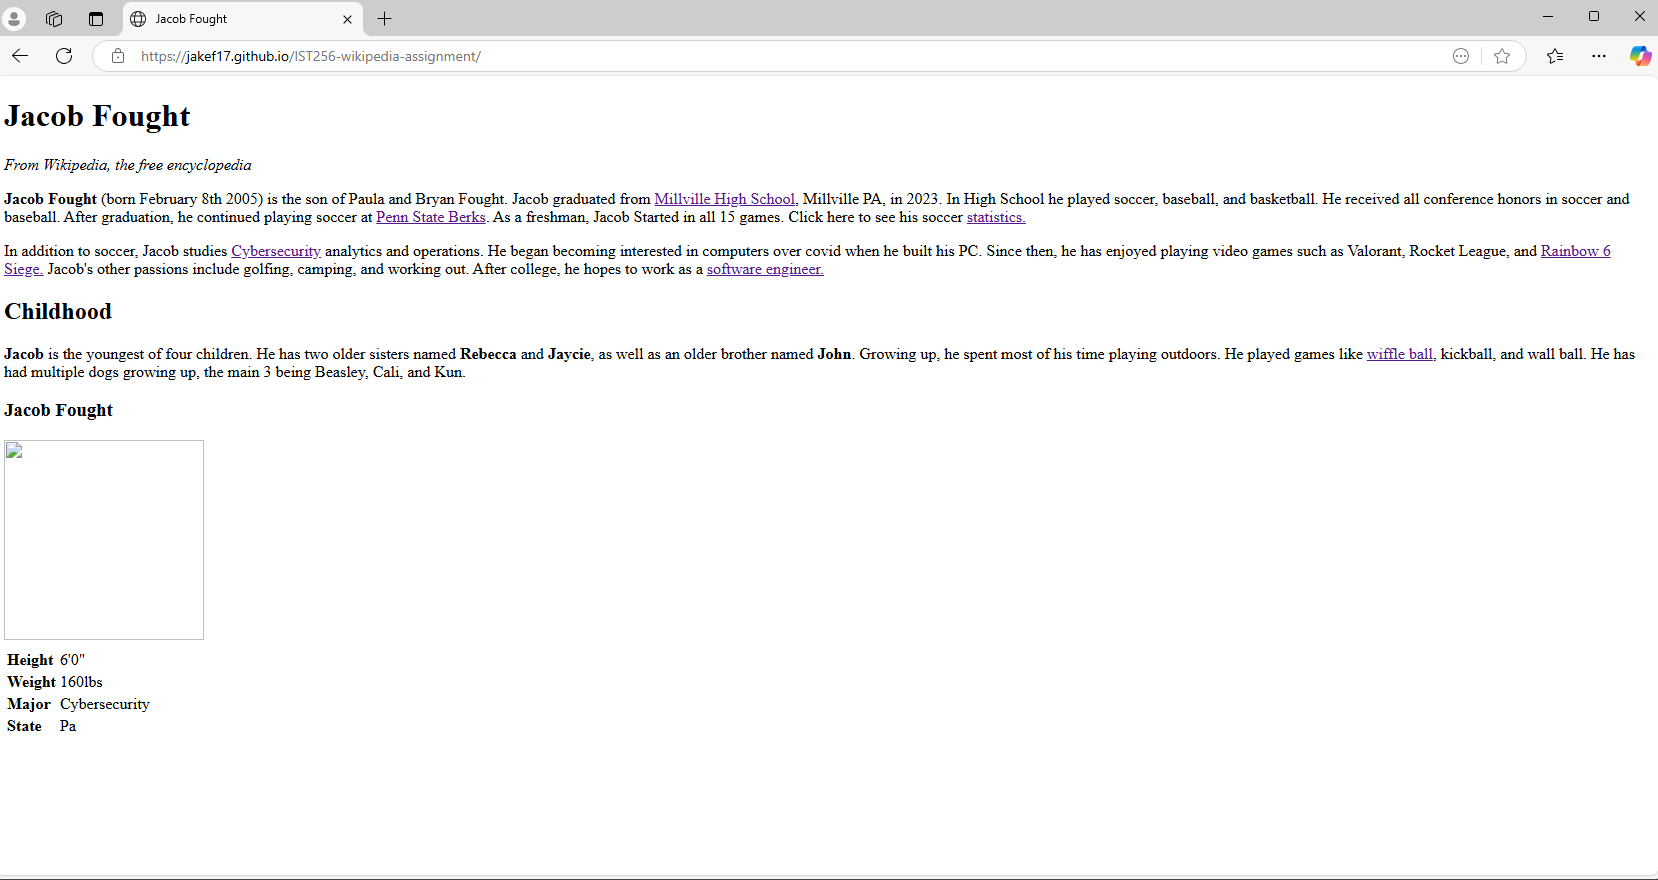 Jacob Fought
https://jakef17.github.io/IST256-wikipedia-assignment/
Jacob Fought
From Wikipedia, the free encyclopedia
Jacob Fought (born February 8th 2005) is the son of Paula and Bryan Fought. Jacob graduated from Millville High School, Millville PA, in 2023. In High School he played soccer, baseball, and basketball. He received all conference honors in soccer and
baseball. After graduation, he continued playing soccer at Penn State Berks. As a freshman, Jacob Started in all 15 games. Click here to see his soccer statistics.
In addition to soccer, Jacob studies Cybersecurity analytics and operations. He began becoming interested in computers over covid when he built his PC. Since then, he has enjoyed playing video games such as Valorant, Rocket League, and Rainbow 6
Siege. Jacob's other passions include golfing, camping, and working out. After college, he hopes to work as a software engineer.
Childhood
Jacob is the youngest of four children. He has two older sisters named Rebecca and Jaycie, as well as an older brother named John. Growing up, he spent most of his time playing outdoors. He played games like wiffle ball, kickball, and wall ball. He has
had multiple dogs growing up, the main 3 being Beasley, Cali, and Kun.
Jacob Fought
Height 6'0"
Weight 160lbs
Major Cybersecurity
State Pa